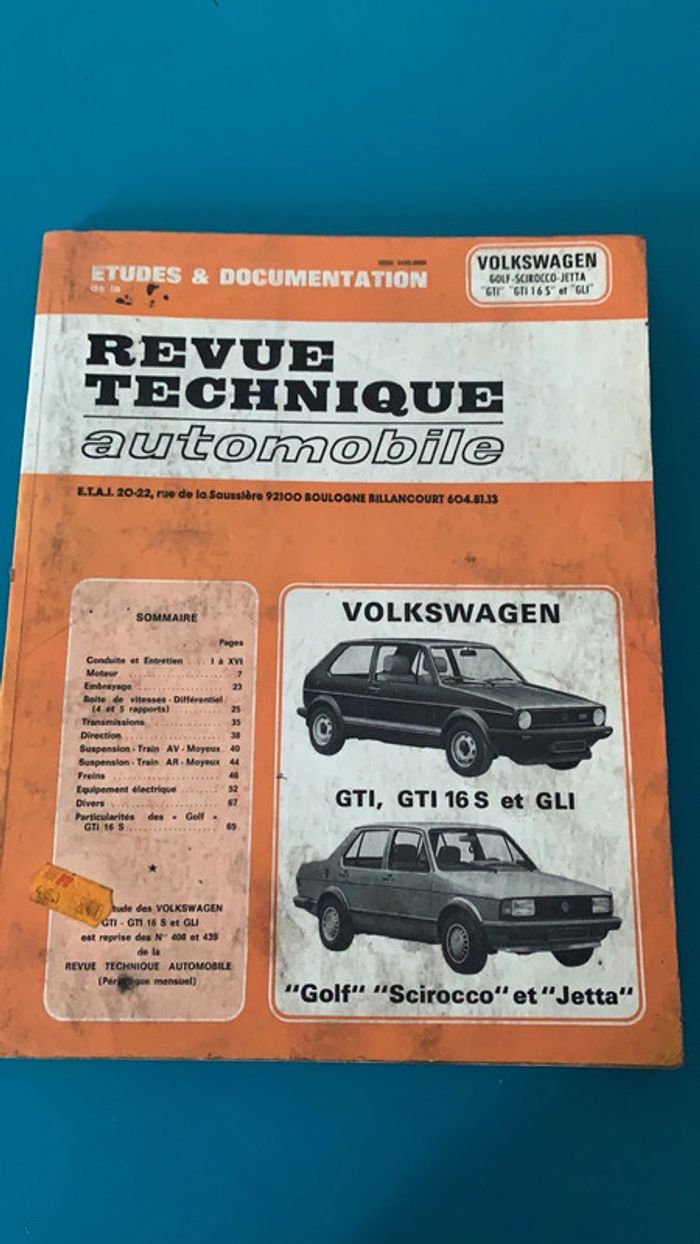 ETUDES & DOCUMENTATION
de la
VOLKSWAGEN
GOLF-SCIROCCO-JETTA
"GTI" "GTI 16 S" et "GLI"
REVUE
TECHNIQUE
automobile
E.T.A.I. 20-22, rue de la Saussière 92100 BOULOGNE BILLANCOURT 604.81.13
SOMMAIRE
Pages
Conduite et Entretien ... I à XVI
Moteur ... 7
Embrayage ... 23
Boîte de vitesses - Différentiel
(4 et 5 rapports) ... 25
Transmissions ... 35
Direction ... 38
Suspension - Train AV - Moyeux 40
Suspension - Train AR - Moyeux 44
Freins ... 46
Equipement électrique ... 52
Divers ... 67
Particularités des « Golf »
GTI 16 S ... 69
des VOLKSWAGEN
GTI - GTI 16 S et GLI
est reprise des N° 408 et 439
de la
REVUE TECHNIQUE AUTOMOBILE
mensuel)
VOLKSWAGEN
GTI, GTI 16 S et GLI
"Golf" "Scirocco" et "Jetta"